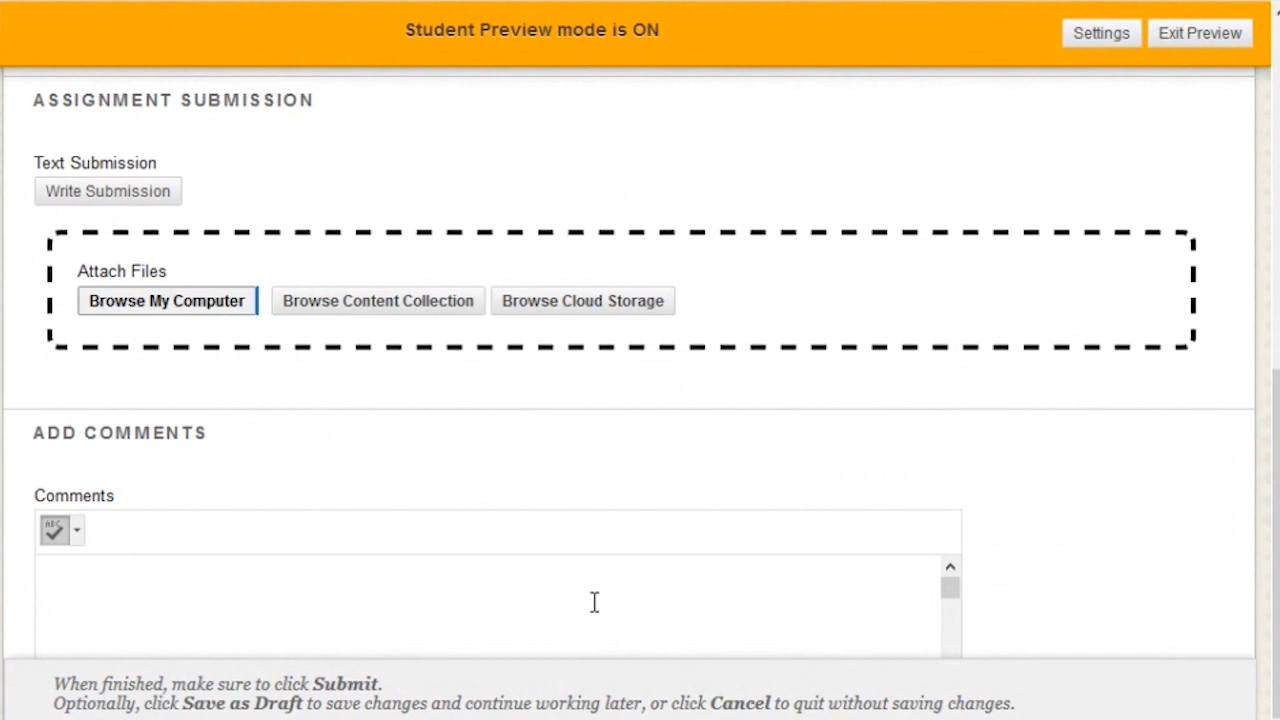 Student Preview mode is ON
Settings
Exit Preview
ASSIGNMENT SUBMISSION
Text Submission
Write Submission
Attach Files
Browse My Computer
Browse Content Collection
Browse Cloud Storage
ADD COMMENTS
Comments
ABC
When finished, make sure to click Submit.
Optionally, click Save as Draft to save changes and continue working later, or click Cancel to quit without saving changes.